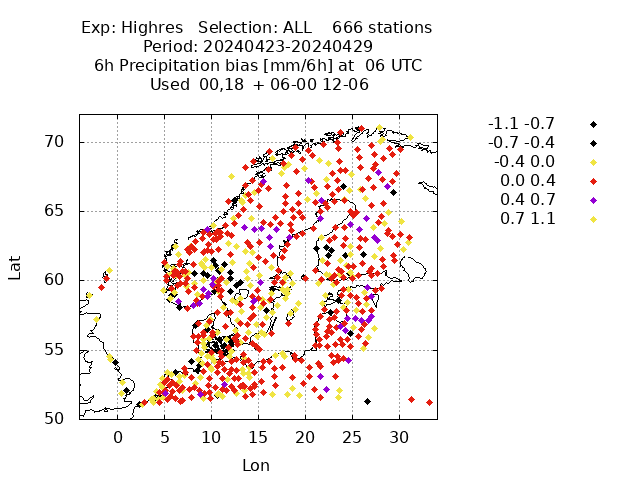 Exp: Highres Selection: ALL 666 stations
Period: 20240423-20240429
6h Precipitation bias [mm/6h] at 06 UTC
Used 00,18 + 06-00 12-06
-1.1 -0.7
-0.7 -0.4
-0.4 0.0
0.0 0.4
0.4 0.7
0.7 1.1
70
65
60
55
50
Lat
0 5 10 15 20 25 30
Lon